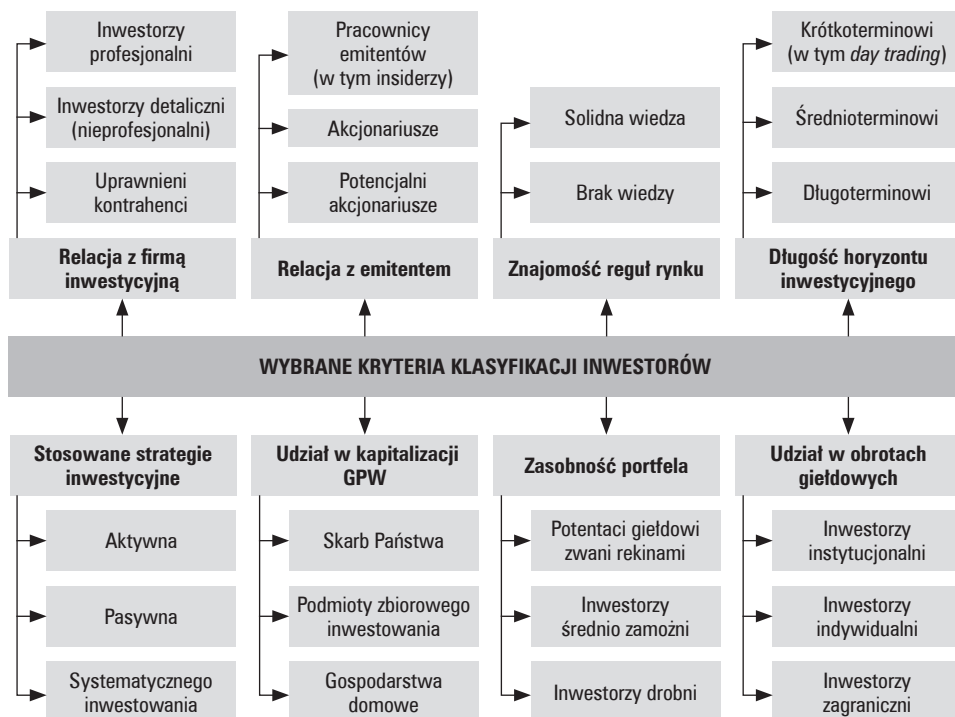 Inwestorzy
profesjonalni
Inwestorzy detaliczni
(nieprofesjonalni)
Uprawnieni
kontrahenci
Relacja z firmą
inwestycyjną
Pracownicy
emitentów
(w tym insiderzy)
Akcjonariusze
Potencjalni
akcjonariusze
Relacja z emitentem
Solidna wiedza
Brak wiedzy
Znajomość reguł rynku
Krótkoterminowi
(w tym day trading)
Średnioterminowi
Długoterminowi
Długość horyzontu
inwestycyjnego
WYBRANE KRYTERIA KLASYFIKACJI INWESTORÓW
Stosowane strategie
inwestycyjne
Aktywna
Pasywna
Systematycznego
inwestowania
Udział w kapitalizacji
GPW
Skarb Państwa
Podmioty zbiorowego
inwestowania
Gospodarstwa
domowe
Zasobność portfela
Potentaci giełdowi
zwani rekinami
Inwestorzy
średnio zamożni
Inwestorzy drobni
Udział w obrotach
giełdowych
Inwestorzy
instytucjonalni
Inwestorzy
indywidualni
Inwestorzy
zagraniczni